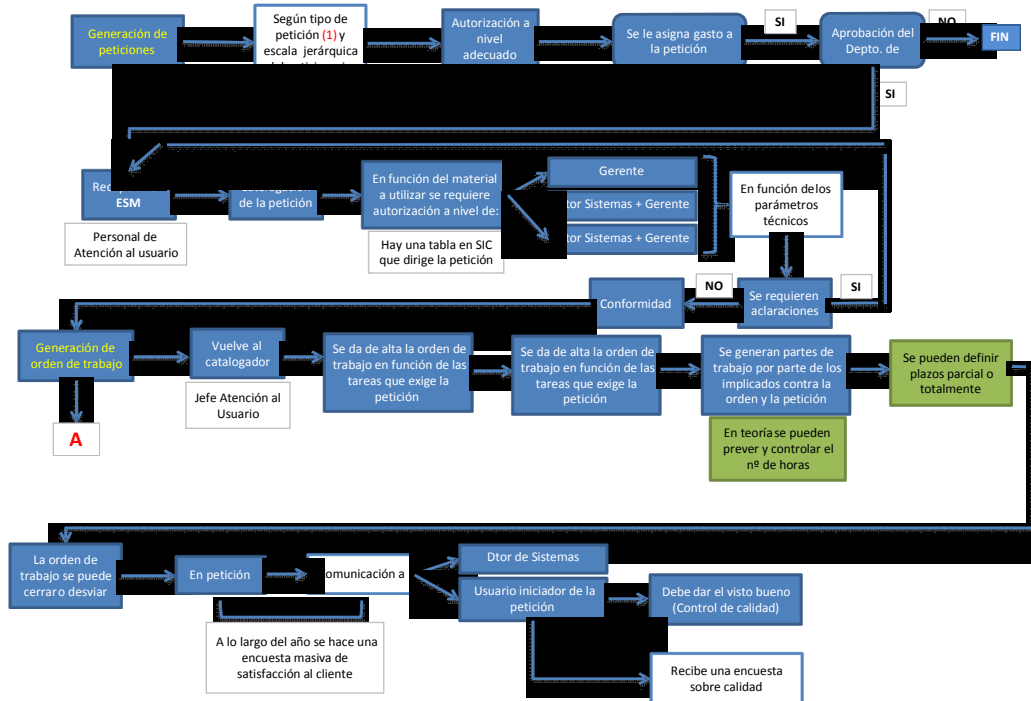 Generación de
peticiones
Según tipo de
petición (1) y
escala jerárquica
Autorización a
nivel
adecuado
Se le asigna gasto a
la petición
SI
Aprobación del
Depto. de
NO
FIN
SI
ESM
Personal de
Atención al usuario
de la petición
En función del material
a utilizar se requiere
autorización a nivel de:
Hay una tabla en SIC
que dirige la petición
Gerente
tor Sistemas + Gerente
tor Sistemas + Gerente
En función de los
parámetros
técnicos
Conformidad
NO
Se requieren
aclaraciones
SI
Generación de
orden de trabajo
A
Vuelve al
catalogador
Jefe Atención al
Usuario
Se da de alta la orden de
trabajo en función de las
tareas que exige la
petición
Se da de alta la orden de
trabajo en función de las
tareas que exige la
petición
Se generan partes de
trabajo por parte de los
implicados contra la
orden y la petición
En teoría se pueden
prever y controlar el
nº de horas
Se pueden definir
plazos parcial o
totalmente
La orden de
trabajo se puede
cerrar o desviar
En petición
omunicación a
A lo largo del año se hace una
encuesta masiva de
satisfacción al cliente
Dtor de Sistemas
Usuario iniciador de la
petición
Debe dar el visto bueno
(Control de calidad)
Recibe una encuesta
sobre calidad